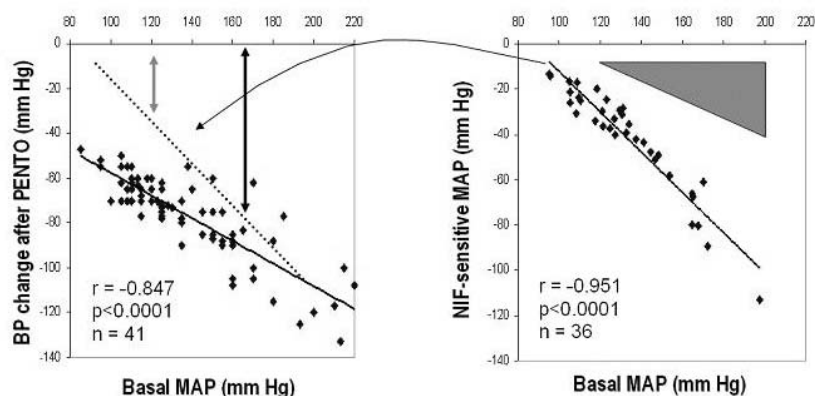 80 100 120 140 160 180 200 220
0
-20
-40
-60
-80
-100
-120
-140
BP change after PENTO (mm Hg)
r = -0.847
p<0.0001
n = 41
Basal MAP (mm Hg)
80 100 120 140 160 180 200
0
-20
-40
-60
-80
-100
-120
-140
NIF-sensitive MAP (mm Hg)
r = -0.951
p<0.0001
n = 36
Basal MAP (mm Hg)